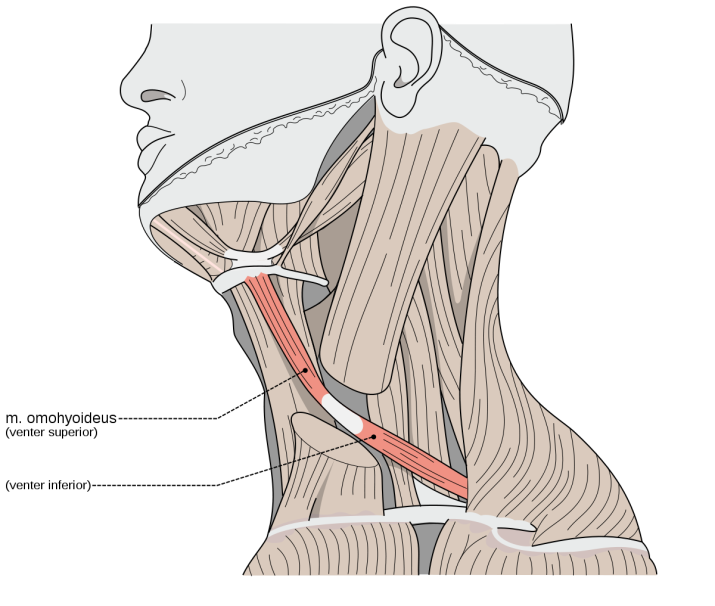 m. omohyoideus
(venter superior)
(venter inferior)